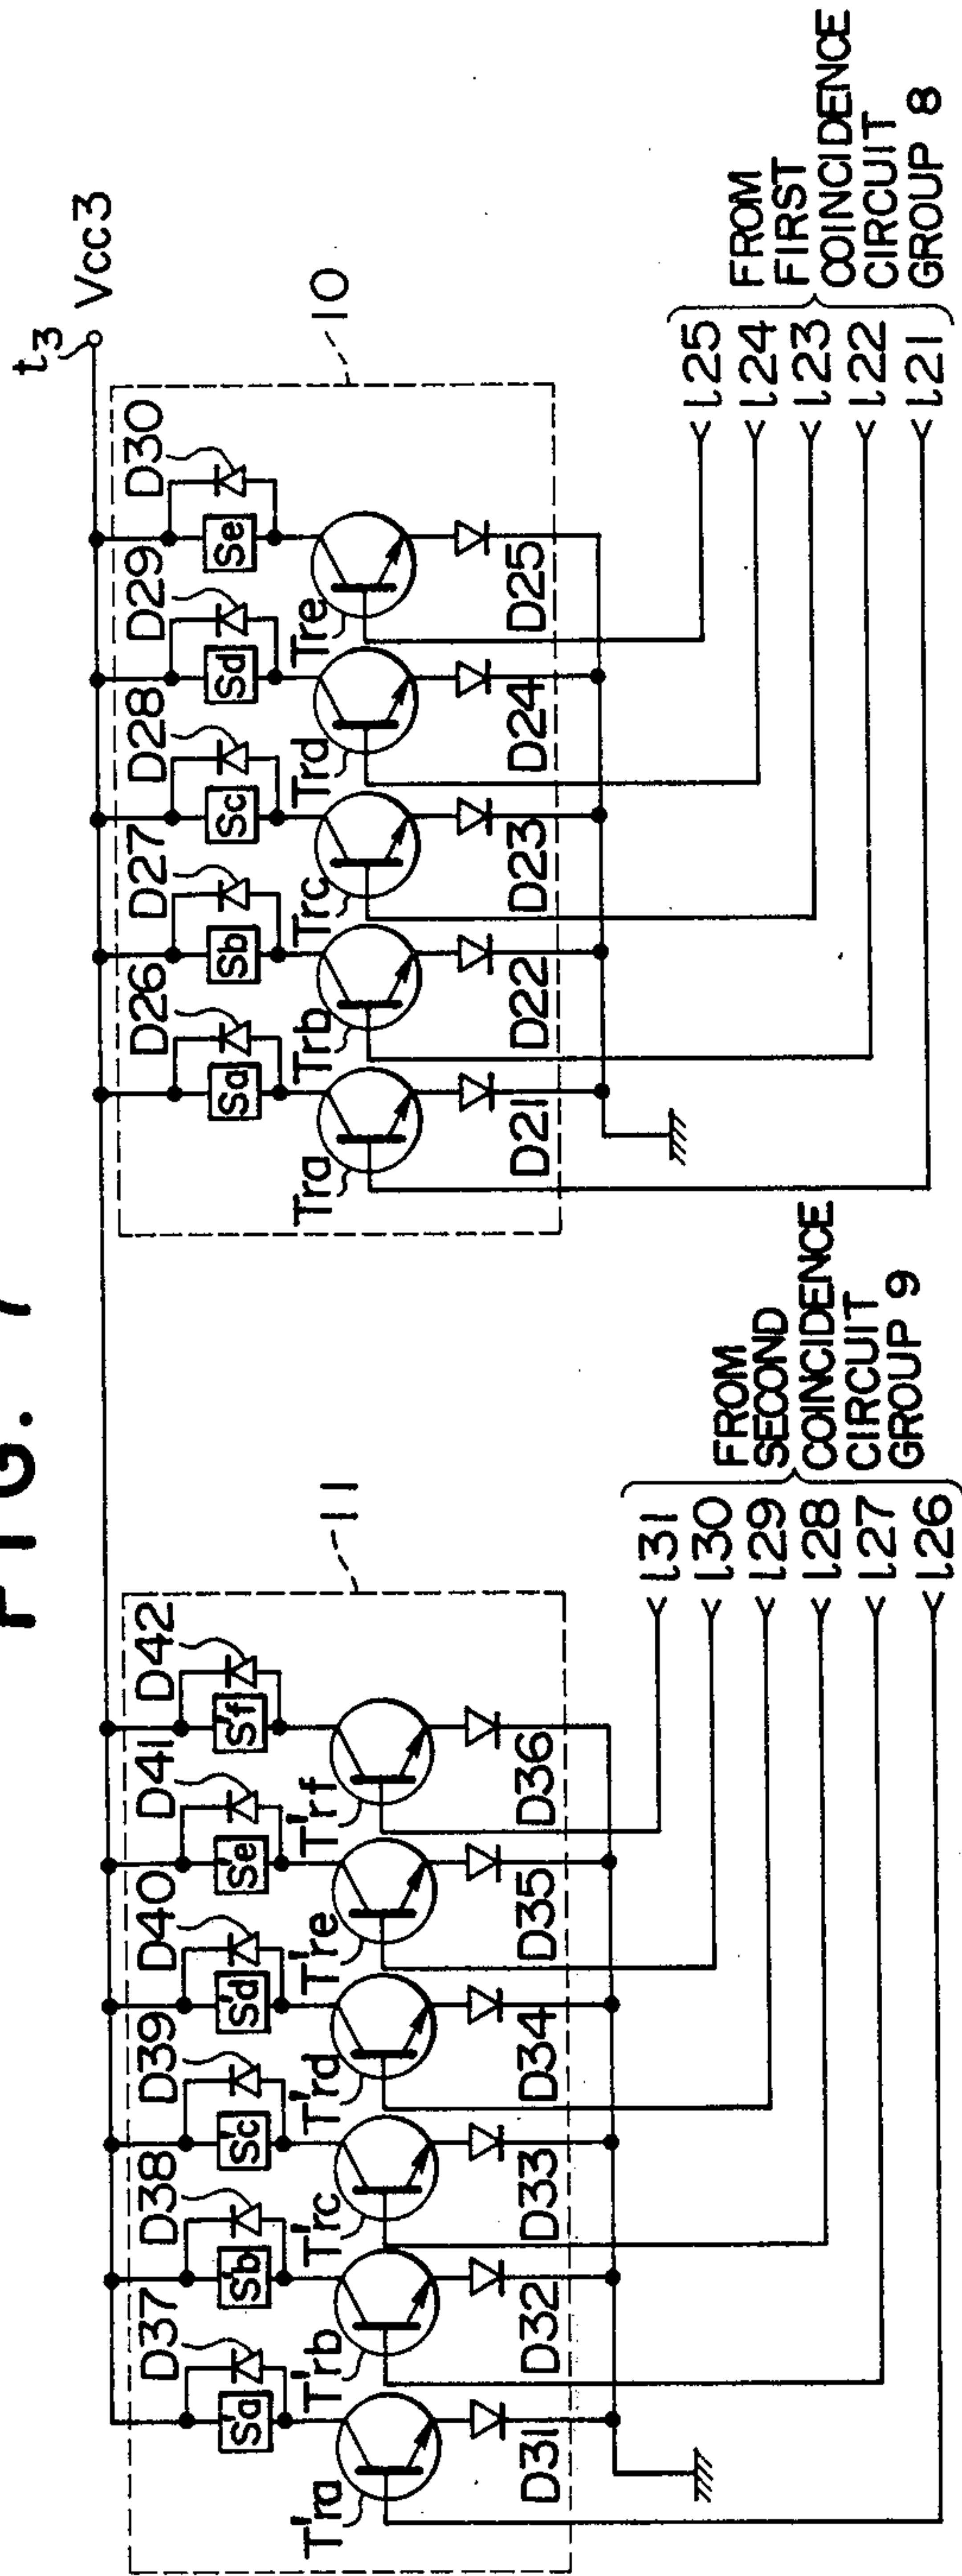 FIG. 7
t3
Vcc3
11
10
D37
D38
D39
D40
D41
D42
S'a
S'b
S'c
S'd
S'e
S'f
T'ra
T'rb
T'rc
T'rd
T're
T'rf
D31
D32
D33
D34
D35
D36
l31
l30
l29
l28
l27
l26
FROM
SECOND
COINCIDENCE
CIRCUIT
GROUP 9
D26
D27
D28
D29
D30
Sa
Sb
Sc
Sd
Se
Tra
Trb
Trc
Trd
Tre
D21
D22
D23
D24
D25
l25
l24
l23
l22
l21
FROM
FIRST
COINCIDENCE
CIRCUIT
GROUP 8